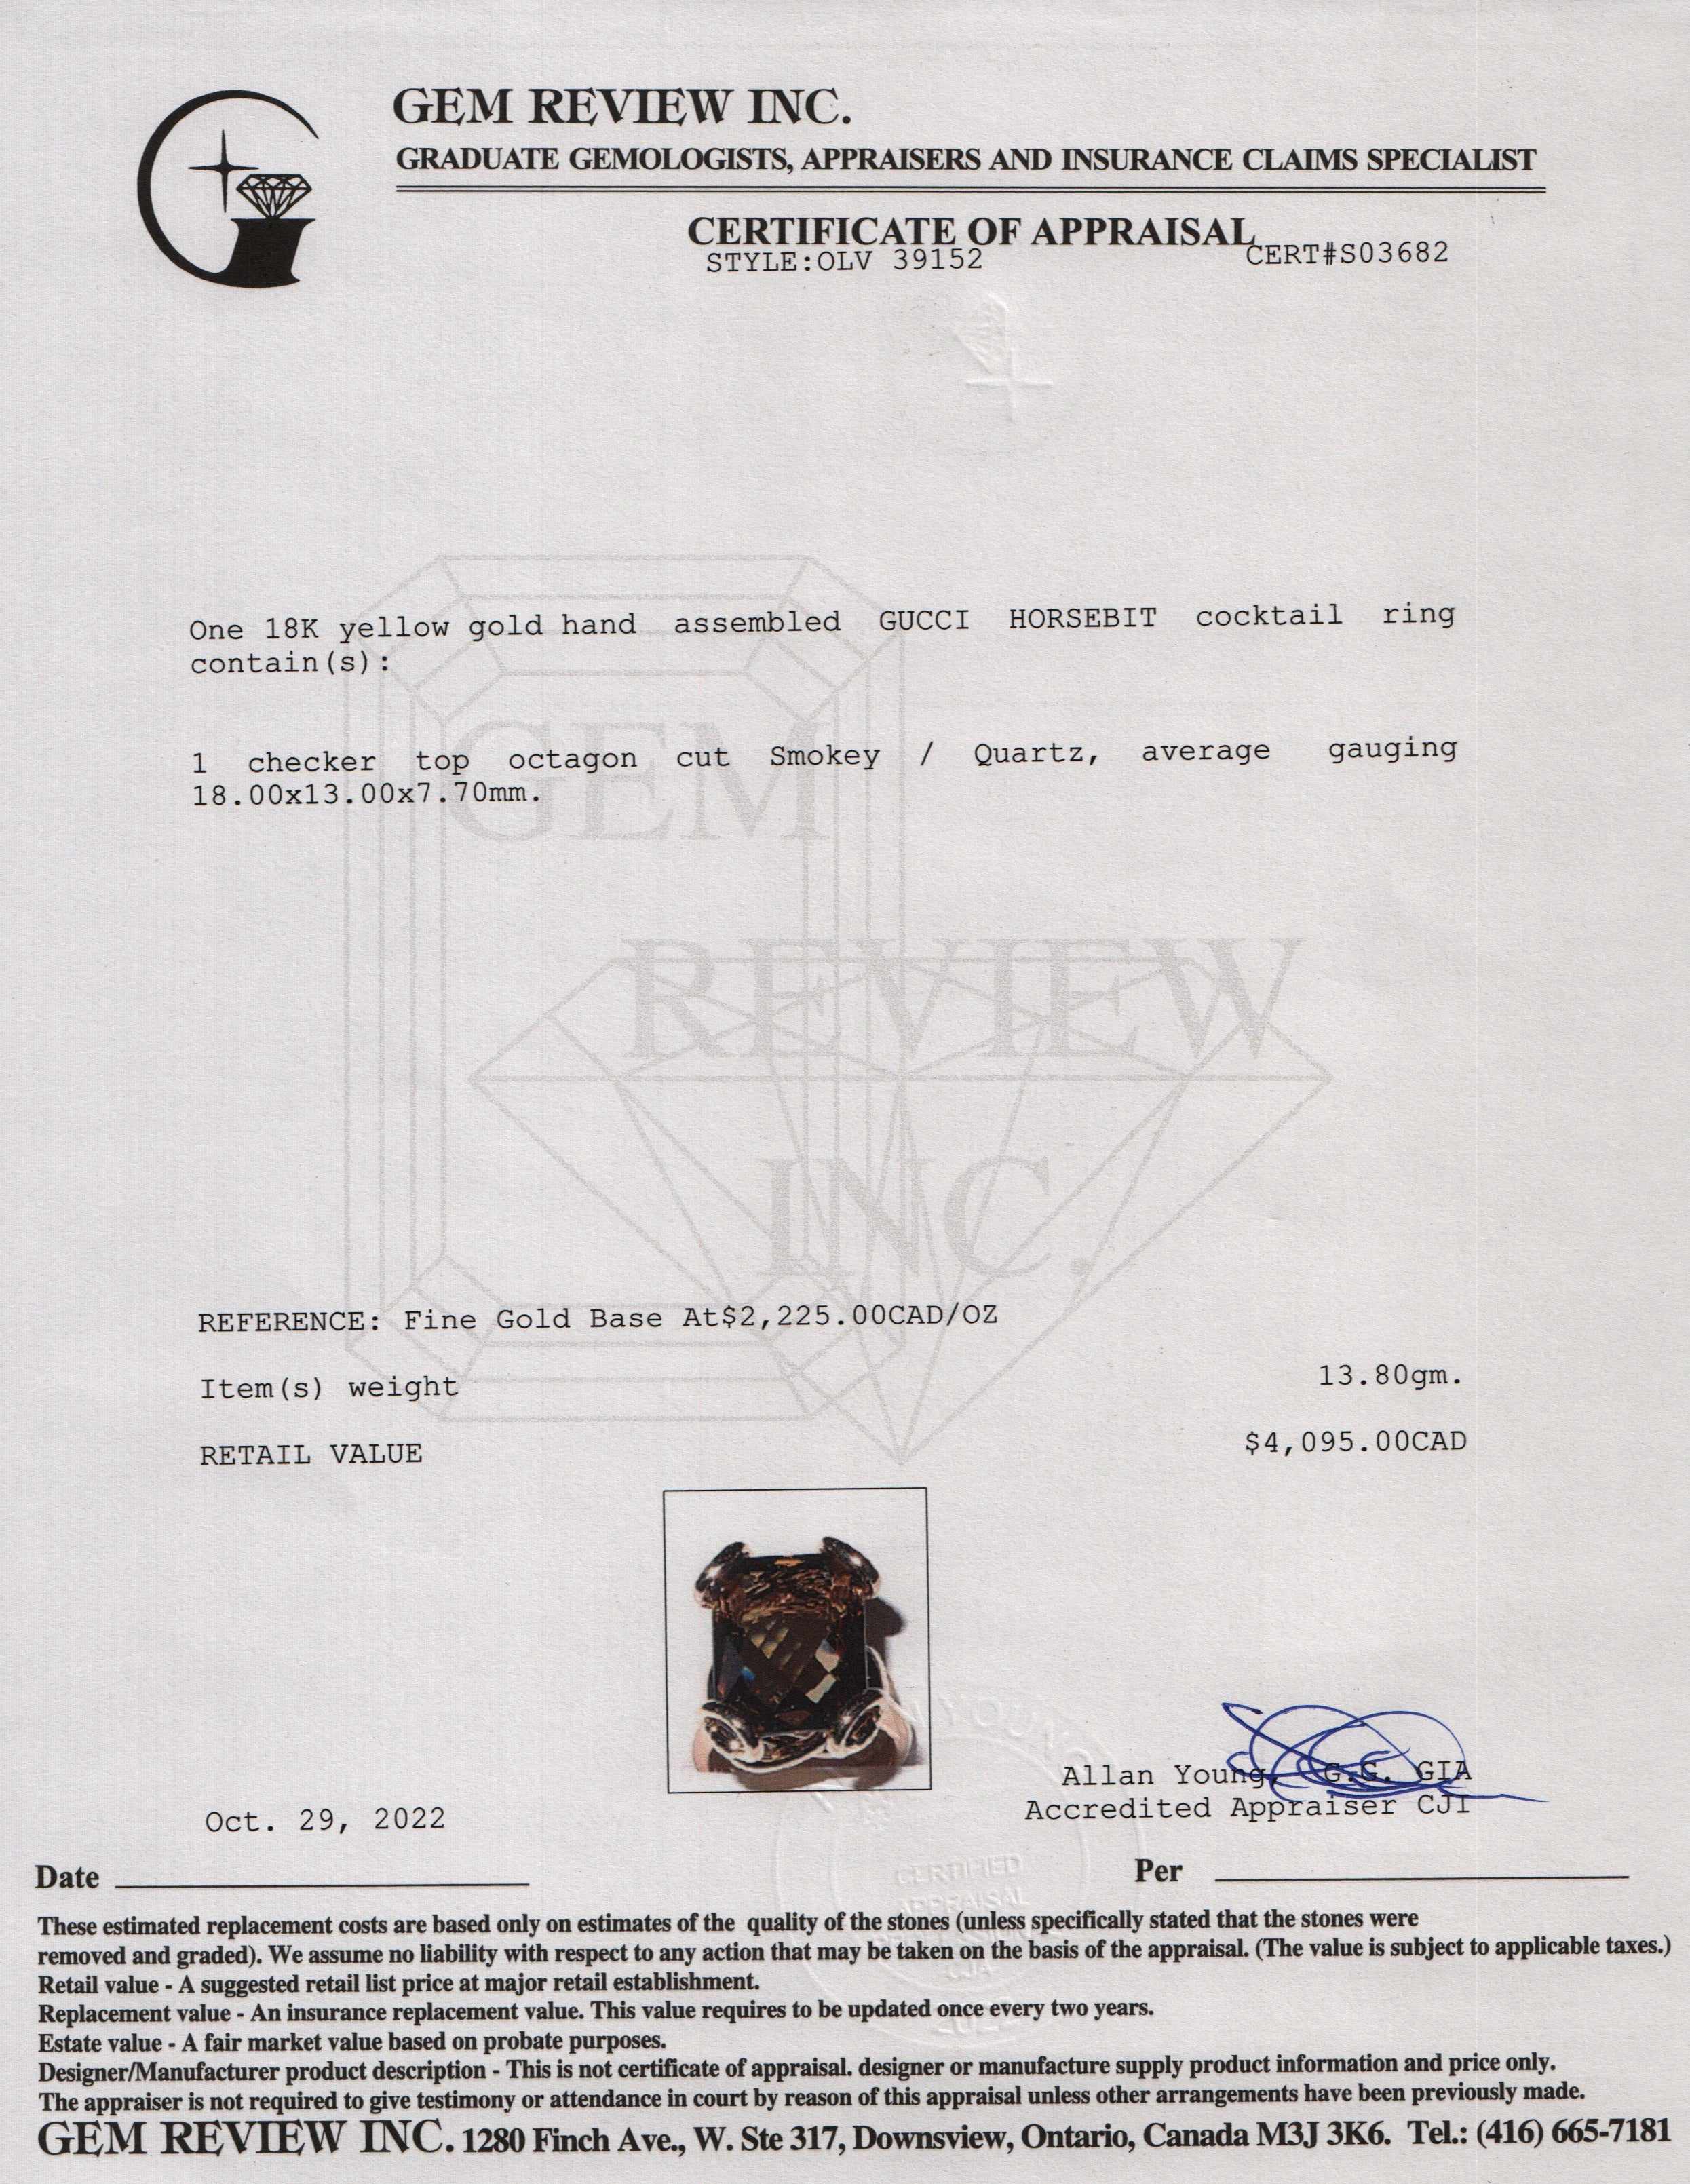 GEM REVIEW INC.
GRADUATE GEMOLOGISTS, APPRAISERS AND INSURANCE CLAIMS SPECIALIST
CERTIFICATE OF APPRAISAL
STYLE:OLV 39152
CERT#S03682
One 18K yellow gold hand assembled GUCCI HORSEBIT cocktail ring
contain(s):
1 checker top octagon cut Smokey / Quartz, average gauging
18.00x13.00x7.70mm.
GEM
REVIEW
INC.
REFERENCE: Fine Gold Base At$2,225.00CAD/OZ
Item(s) weight 13.80gm.
RETAIL VALUE $4,095.00CAD
Allan Young, G.G. GIA
Accredited Appraiser CJI
Oct. 29, 2022
Date
Per
YOUNG
CERTIFIED
APPRAISAL
These estimated replacement costs are based only on estimates of the quality of the stones (unless specifically stated that the stones were
removed and graded). We assume no liability with respect to any action that may be taken on the basis of the appraisal. (The value is subject to applicable taxes.)
Retail value - A suggested retail list price at major retail establishment.
Replacement value - An insurance replacement value. This value requires to be updated once every two years.
Estate value - A fair market value based on probate purposes.
Designer/Manufacturer product description - This is not certificate of appraisal. designer or manufacture supply product information and price only.
The appraiser is not required to give testimony or attendance in court by reason of this appraisal unless other arrangements have been previously made.
GEM REVIEW INC. 1280 Finch Ave., W. Ste 317, Downsview, Ontario, Canada M3J 3K6. Tel.: (416) 665-7181